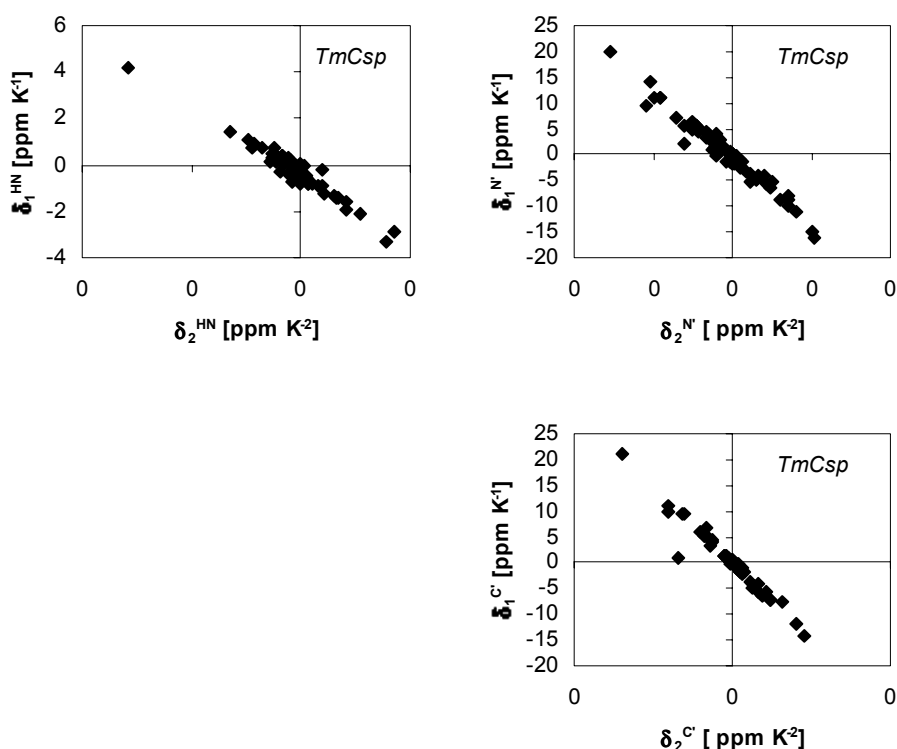 TmCsp
6
4
2
0
-2
-4
δ₁ᴴᴺ [ppm K⁻¹]
0 0 0 0
δ₂ᴴᴺ [ppm K⁻²]
TmCsp
25
20
15
10
5
0
-5
-10
-15
-20
δ₁ᴺ' [ppm K⁻¹]
0 0 0 0 0
δ₂ᴺ' [ ppm K⁻²]
TmCsp
25
20
15
10
5
0
-5
-10
-15
-20
δ₁ᶜ' [ppm K⁻¹]
0 0 0
δ₂ᶜ' [ ppm K⁻²]